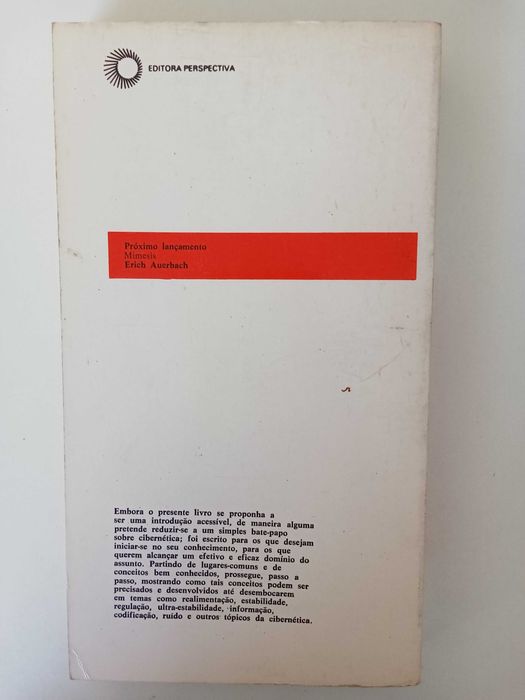 EDITORA PERSPECTIVA
Próximo lançamento
Mimesis
Erich Auerbach
Embora o presente livro se proponha a
ser uma introdução acessível, de maneira alguma
pretende reduzir-se a um simples bate-papo
sobre cibernética; foi escrito para os que desejam
iniciar-se no seu conhecimento, para os que
querem alcançar um efetivo e eficaz domínio do
assunto. Partindo de lugares-comuns e de
conceitos bem conhecidos, prossegue, passo a
passo, mostrando como tais conceitos podem ser
precisados e desenvolvidos até desembocarem
em temas como realimentação, estabilidade,
regulação, ultra-estabilidade, informação,
codificação, ruído e outros tópicos da cibernética.